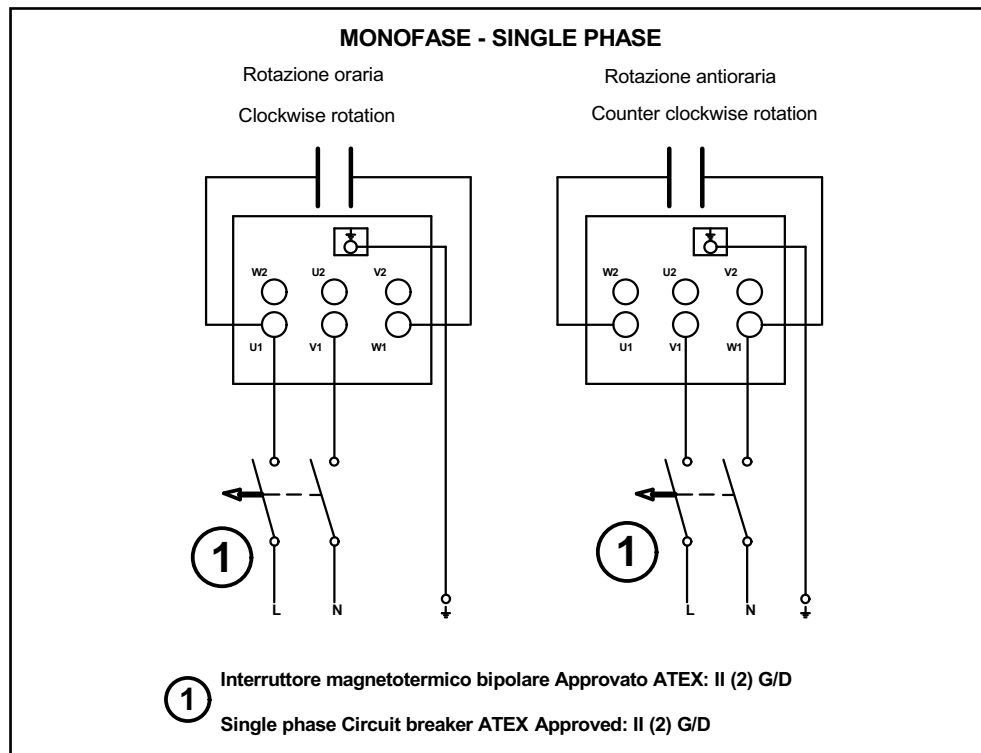 MONOFASE - SINGLE PHASE
Rotazione oraria
Clockwise rotation
W2 U2 V2
U1 V1 W1
1
L N
Rotazione antioraria
Counter clockwise rotation
W2 U2 V2
U1 V1 W1
1
L N
1
Interruttore magnetotermico bipolare Approvato ATEX: II (2) G/D
Single phase Circuit breaker ATEX Approved: II (2) G/D